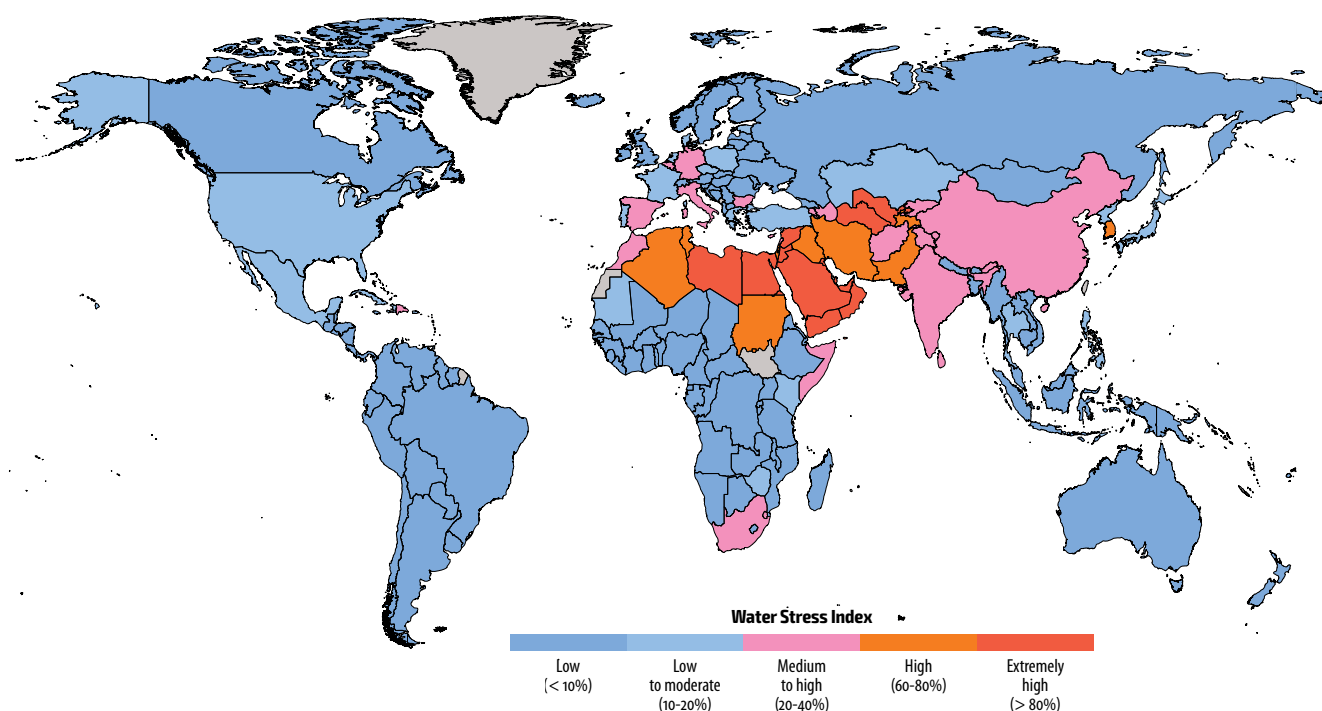 Water Stress Index
Low
(< 10%)
Low
to moderate
(10-20%)
Medium
to high
(20-40%)
High
(60-80%)
Extremely
high
(> 80%)